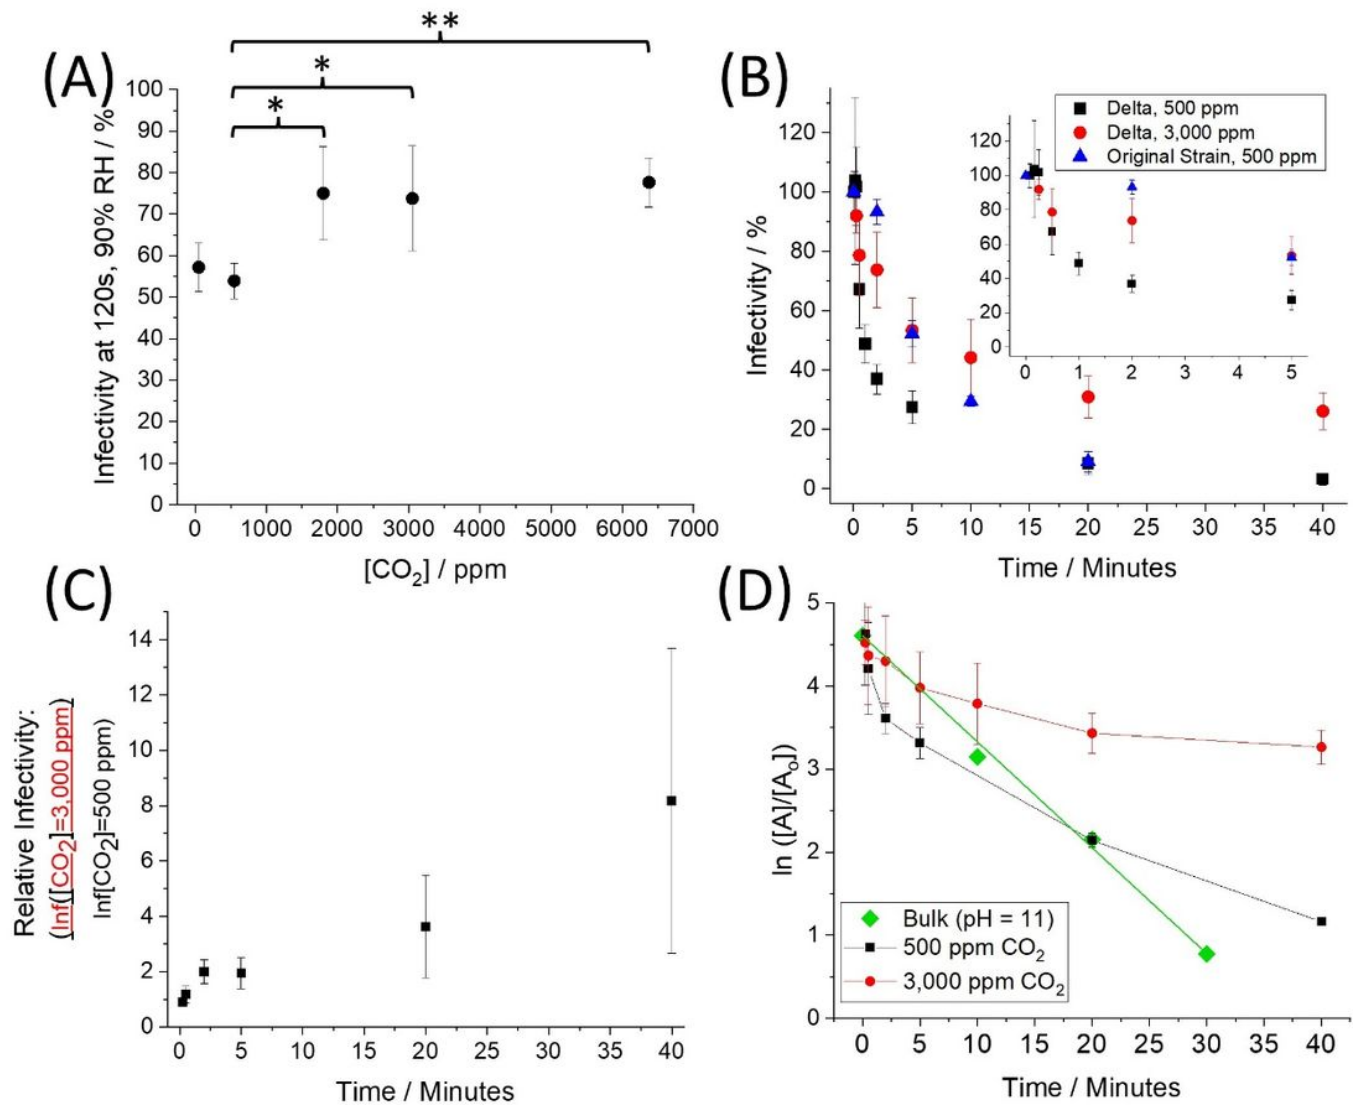 (A)
**
*
*
100
90
80
70
60
50
40
30
20
10
0
Infectivity at 120s, 90% RH / %
0 1000 2000 3000 4000 5000 6000 7000
[CO₂] / ppm
(B)
Delta, 500 ppm
Delta, 3,000 ppm
Original Strain, 500 ppm
120
100
80
60
40
20
0
Infectivity / %
120
100
80
60
40
20
0
0 1 2 3 4 5
0 5 10 15 20 25 30 35 40
Time / Minutes
(C)
14
12
10
8
6
4
2
0
Relative Infectivity:
(Inf([CO₂]=3,000 ppm)
Inf[CO₂]=500 ppm)
0 5 10 15 20 25 30 35 40
Time / Minutes
(D)
5
4
3
2
1
0
ln ([A]/[Aₒ])
Bulk (pH = 11)
500 ppm CO₂
3,000 ppm CO₂
0 5 10 15 20 25 30 35 40
Time / Minutes